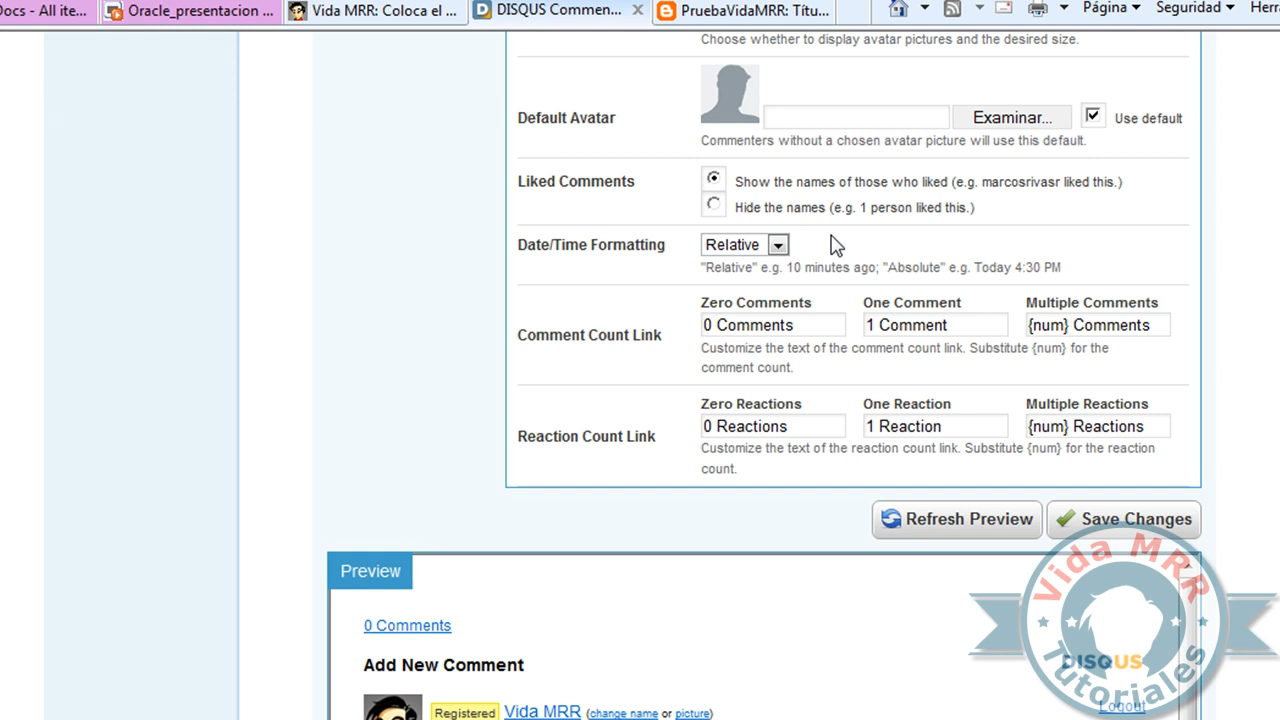 Docs - All ite...
Oracle_presentacion ...
Vida MRR: Coloca el ...
DISQUS Commen...
PruebaVidaMRR: Títu...
Página
Seguridad
Herra
Choose whether to display avatar pictures and the desired size.
Default Avatar
Examinar...
Use default
Commenters without a chosen avatar picture will use this default.
Liked Comments
Show the names of those who liked (e.g. marcosrivasr liked this.)
Hide the names (e.g. 1 person liked this.)
Date/Time Formatting
Relative
"Relative" e.g. 10 minutes ago; "Absolute" e.g. Today 4:30 PM
Zero Comments One Comment Multiple Comments
Comment Count Link
0 Comments 1 Comment {num} Comments
Customize the text of the comment count link. Substitute {num} for the
comment count.
Zero Reactions One Reaction Multiple Reactions
Reaction Count Link
0 Reactions 1 Reaction {num} Reactions
Customize the text of the reaction count link. Substitute {num} for the reaction
count.
Refresh Preview
Save Changes
Preview
0 Comments
Add New Comment
Registered Vida MRR (change name or picture)
Logout
Vida MRR
DISQUS
Tutoriales